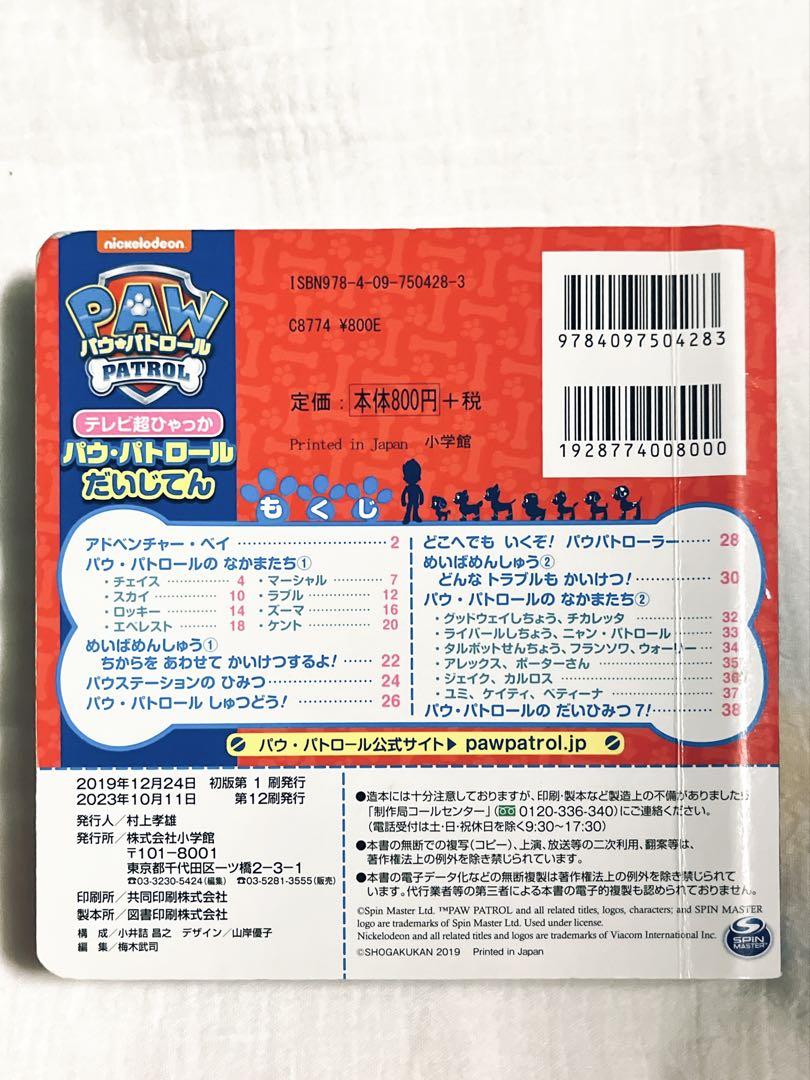 nickelodeon
PAW
パウ・パトロール
PATROL
テレビ超ひゃっか
パウ・パトロール
だいじてん
ISBN978-4-09-750428-3
C8774 ¥800E
定価：本体800円＋税
Printed in Japan 小学館
9784097504283
1928774008000
もくじ
アドベンチャー・ベイ 2
パウ・パトロールの なかまたち①
・チェイス 4 ・マーシャル 7
・スカイ 10 ・ラブル 12
・ロッキー 14 ・ズーマ 16
・エベレスト 18 ・ケント 20
めいばめんしゅう①
ちからを あわせて かいけつするよ! 22
パウステーションの ひみつ 24
パウ・パトロール しゅつどう! 26
どこへでも いくぞ! パウパトローラー 28
めいばめんしゅう②
どんな トラブルも かいけつ! 30
パウ・パトロールの なかまたち②
・グッドウェイしちょう、チカレッタ 32
・ライバールしちょう、ニャン・パトロール 33
・タルボットせんちょう、フランソワ、ウォーリー 34
・アレックス、ポーターさん 35
・ジェイク、カルロス 36
・ユミ、ケイティ、ベティーナ 37
パウ・パトロールの だいひみつ 7! 38
パウ・パトロール公式サイト▶ pawpatrol.jp
2019年12月24日 初版第1刷発行
2023年10月11日 第12刷発行
発行人／村上孝雄
発行所／株式会社小学館
〒101-8001
東京都千代田区一ツ橋2-3-1
☎03-3230-5424（編集） ☎03-5281-3555（販売）
印刷所／共同印刷株式会社
製本所／図書印刷株式会社
構 成／小井詰 昌之 デザイン／山岸優子
編 集／梅木武司
●造本には十分注意しておりますが、印刷・製本など製造上の不備がありましたら
「制作局コールセンター」（0120-336-340）にご連絡ください。
（電話受付は土・日・祝休日を除く9:30～17:30）
●本書の無断での複写（コピー）、上演、放送等の二次利用、翻案等は、
著作権法上の例外を除き禁じられています。
●本書の電子データ化などの無断複製は著作権法上の例外を除き禁じられて
います。代行業者等の第三者による本書の電子的複製も認められておりません。
©Spin Master Ltd. ™PAW PATROL and all related titles, logos, characters; and SPIN MASTER
logo are trademarks of Spin Master Ltd. Used under license.
Nickelodeon and all related titles and logos are trademarks of Viacom International Inc.
©SHOGAKUKAN 2019 Printed in Japan
SPIN
MASTER